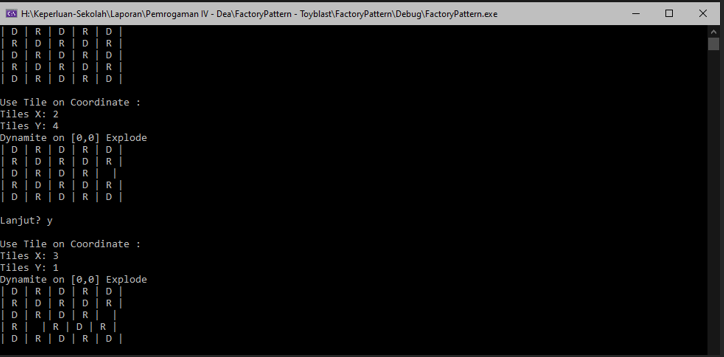 H:\Keperluan-Sekolah\Laporan\Pemrogaman IV - Dea\FactoryPattern - Toyblast\FactoryPattern\Debug\FactoryPattern.exe
| D | R | D | R | D |
| R | D | R | D | R |
| D | R | D | R | D |
| R | D | R | D | R |
| D | R | D | R | D |
Use Tile on Coordinate :
Tiles X: 2
Tiles Y: 4
Dynamite on [0,0] Explode
| D | R | D | R | D |
| R | D | R | D | R |
| D | R | D | R |  |
| R | D | R | D | R |
| D | R | D | R | D |
Lanjut? y
Use Tile on Coordinate :
Tiles X: 3
Tiles Y: 1
Dynamite on [0,0] Explode
| D | R | D | R | D |
| R | D | R | D | R |
| D | R | D | R |  |
| R |  | R | D | R |
| D | R | D | R | D |